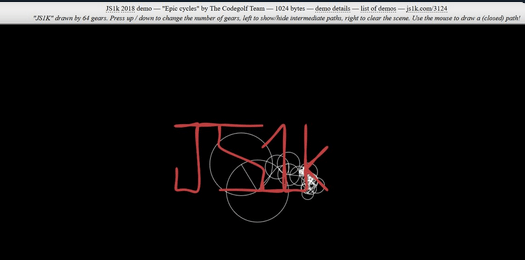 JS1k 2018 demo — "Epic cycles" by The Codegolf Team — 1024 bytes — demo details — list of demos — js1k.com/3124
"JS1K" drawn by 64 gears. Press up / down to change the number of gears, left to show/hide intermediate paths, right to clear the scene. Use the mouse to draw a (closed) path!
JS1k